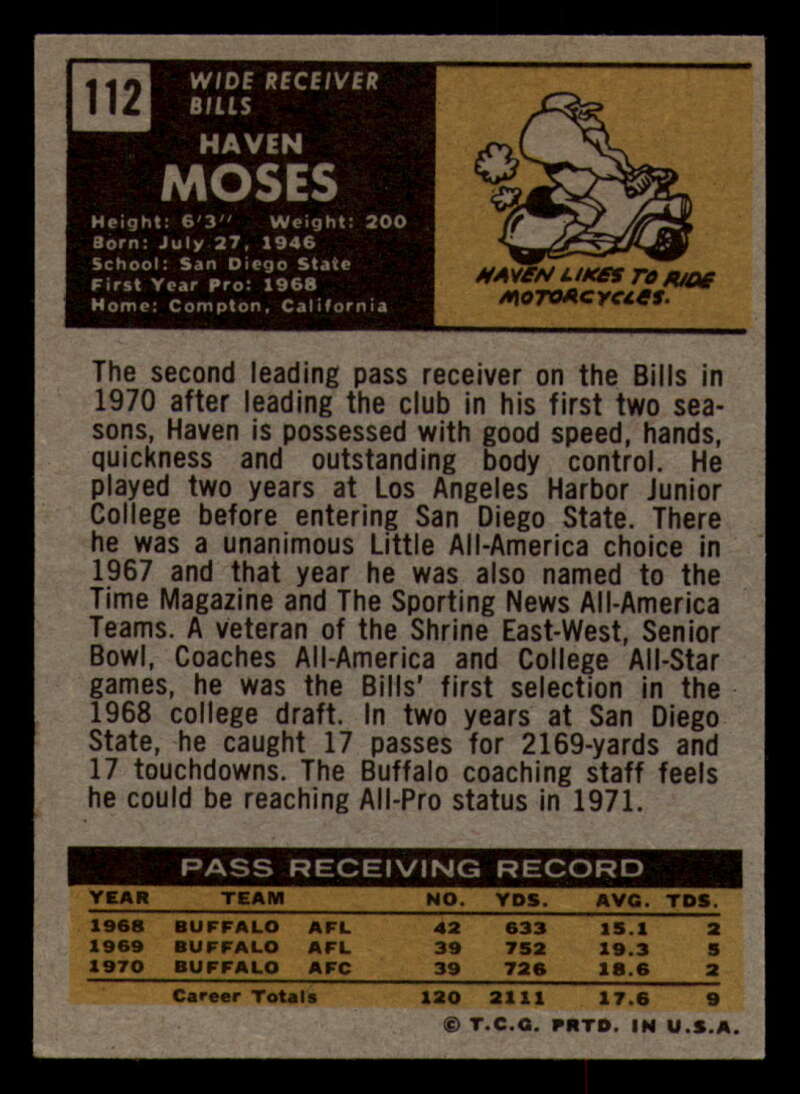 112
WIDE RECEIVER
BILLS
HAVEN
MOSES
Height: 6'3" Weight: 200
Born: July 27, 1946
School: San Diego State
First Year Pro: 1968
Home: Compton, California
HAVEN LIKES TO RIDE
MOTORCYCLES.
The second leading pass receiver on the Bills in
1970 after leading the club in his first two sea-
sons, Haven is possessed with good speed, hands,
quickness and outstanding body control. He
played two years at Los Angeles Harbor Junior
College before entering San Diego State. There
he was a unanimous Little All-America choice in
1967 and that year he was also named to the
Time Magazine and The Sporting News All-America
Teams. A veteran of the Shrine East-West, Senior
Bowl, Coaches All-America and College All-Star
games, he was the Bills' first selection in the
1968 college draft. In two years at San Diego
State, he caught 17 passes for 2169-yards and
17 touchdowns. The Buffalo coaching staff feels
he could be reaching All-Pro status in 1971.
PASS RECEIVING RECORD
YEAR TEAM NO. YDS. AVG. TDS.
1968 BUFFALO AFL 42 633 15.1 2
1969 BUFFALO AFL 39 752 19.3 5
1970 BUFFALO AFC 39 726 18.6 2
Career Totals 120 2111 17.6 9
© T.C.G. PRTD. IN U.S.A.